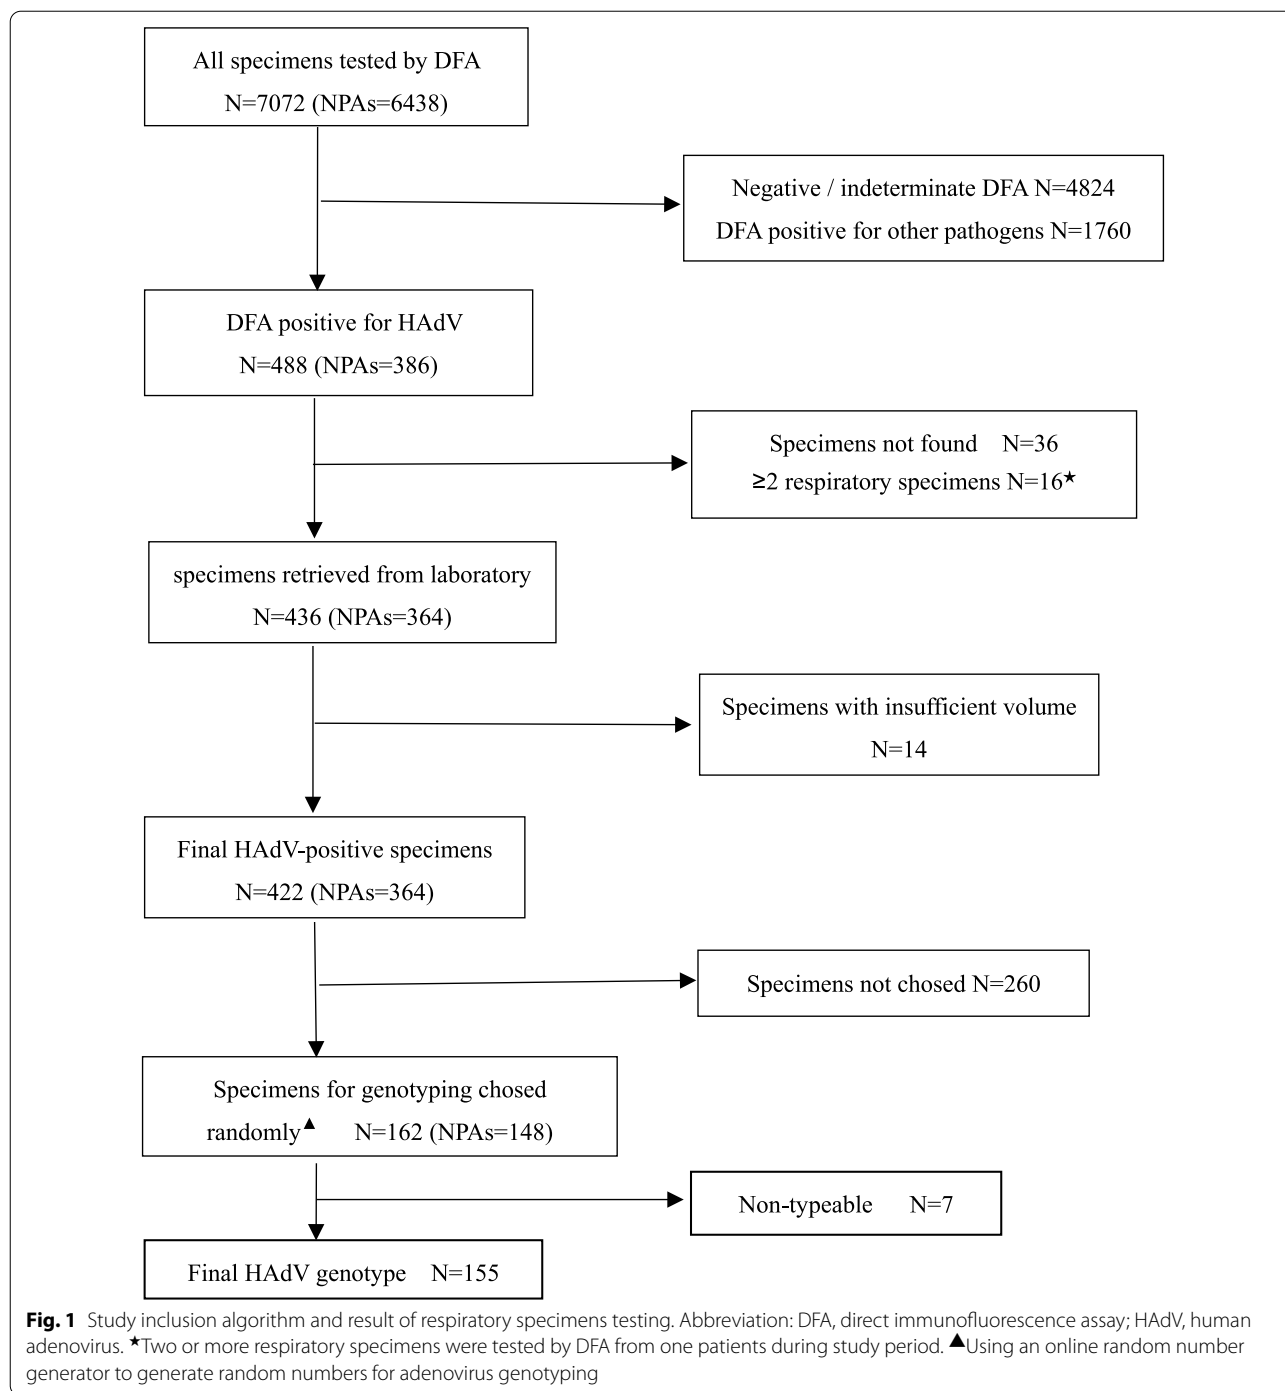 All specimens tested by DFA
N=7072 (NPAs=6438)
Negative / indeterminate DFA N=4824
DFA positive for other pathogens N=1760
DFA positive for HAdV
N=488 (NPAs=386)
Specimens not found N=36
≥2 respiratory specimens N=16★
specimens retrieved from laboratory
N=436 (NPAs=364)
Specimens with insufficient volume
N=14
Final HAdV-positive specimens
N=422 (NPAs=364)
Specimens not chosed N=260
Specimens for genotyping chosed
randomly▲ N=162 (NPAs=148)
Non-typeable N=7
Final HAdV genotype N=155
Fig. 1 Study inclusion algorithm and result of respiratory specimens testing. Abbreviation: DFA, direct immunofluorescence assay; HAdV, human
adenovirus. ★Two or more respiratory specimens were tested by DFA from one patients during study period. ▲Using an online random number
generator to generate random numbers for adenovirus genotyping